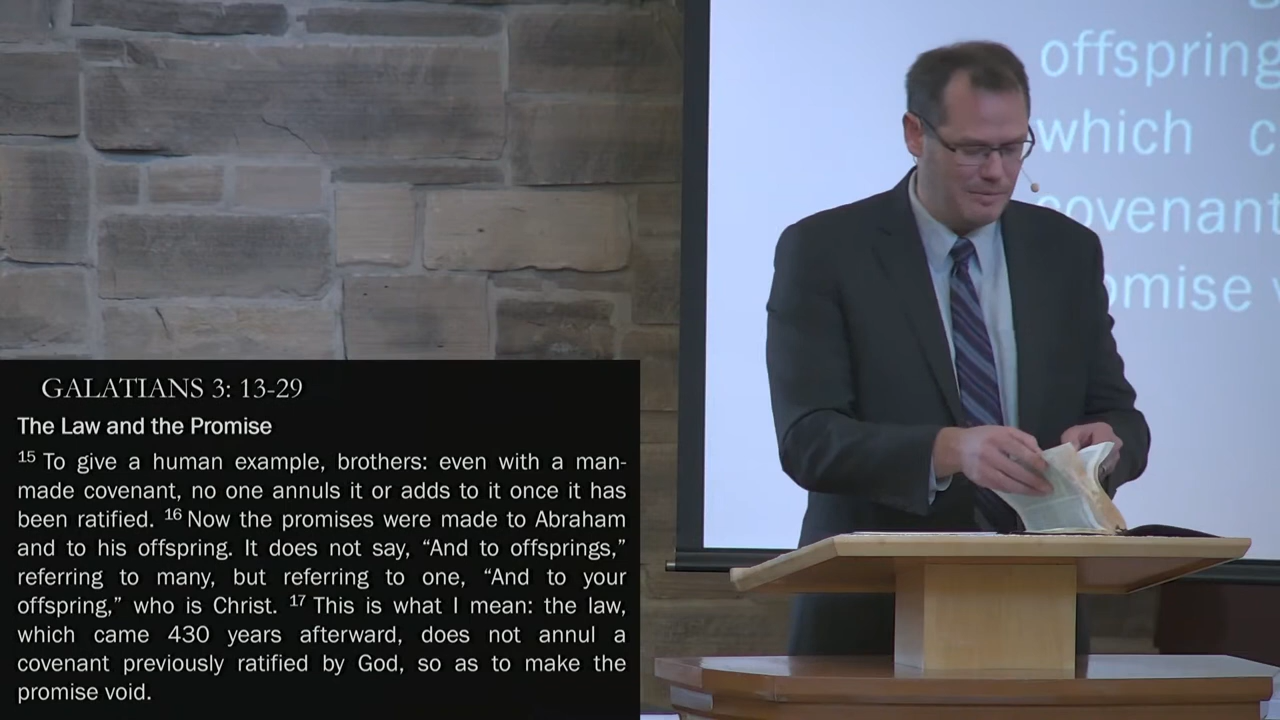 GALATIANS 3: 13-29
The Law and the Promise
15 To give a human example, brothers: even with a man-
made covenant, no one annuls it or adds to it once it has
been ratified. 16 Now the promises were made to Abraham
and to his offspring. It does not say, “And to offsprings,”
referring to many, but referring to one, “And to your
offspring,” who is Christ. 17 This is what I mean: the law,
which came 430 years afterward, does not annul a
covenant previously ratified by God, so as to make the
promise void.
offspring
which c
covenant
omise v